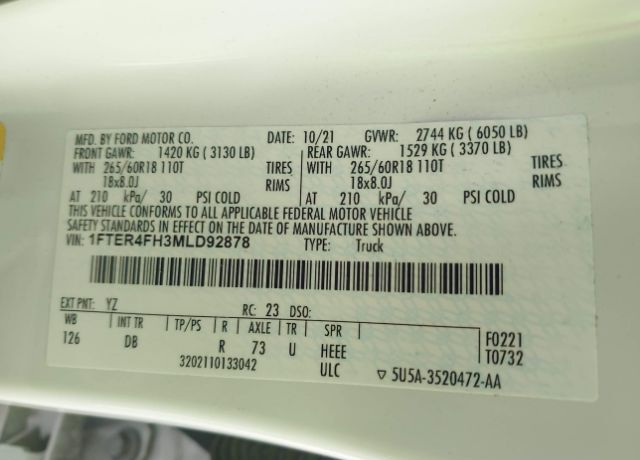 MFD. BY FORD MOTOR CO. DATE: 10/21 GVWR: 2744 KG ( 6050 LB)
FRONT GAWR: 1420 KG ( 3130 LB) REAR GAWR: 1529 KG ( 3370 LB)
WITH 265/60R18 110T TIRES WITH 265/60R18 110T TIRES
18x8.0J RIMS 18x8.0J RIMS
AT 210 kPa/ 30 PSI COLD AT 210 kPa/ 30 PSI COLD
THIS VEHICLE CONFORMS TO ALL APPLICABLE FEDERAL MOTOR VEHICLE
SAFETY STANDARDS IN EFFECT ON THE DATE OF MANUFACTURE SHOWN ABOVE.
VIN: 1FTER4FH3MLD92878 TYPE: Truck
EXT PNT: YZ RC: 23 DSO:
WB INT TR TP/PS R AXLE TR SPR F0221
126 DB R 73 U HEEE T0732
3202110133042 ULC ▽ 5U5A-3520472-AA